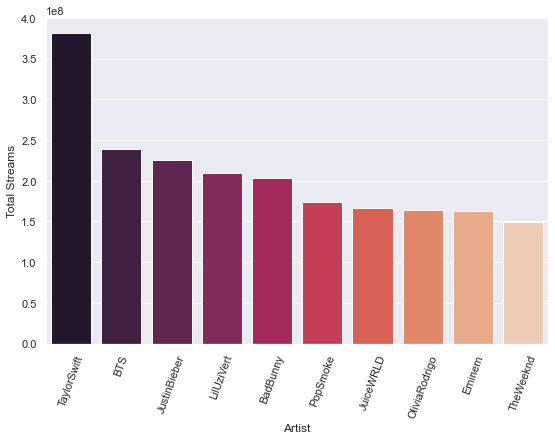 1e8
4.0
3.5
3.0
2.5
2.0
1.5
1.0
0.5
0.0
Total Streams
TaylorSwift
BTS
JustinBieber
LilUziVert
BadBunny
PopSmoke
JuiceWRLD
OliviaRodrigo
Eminem
TheWeeknd
Artist